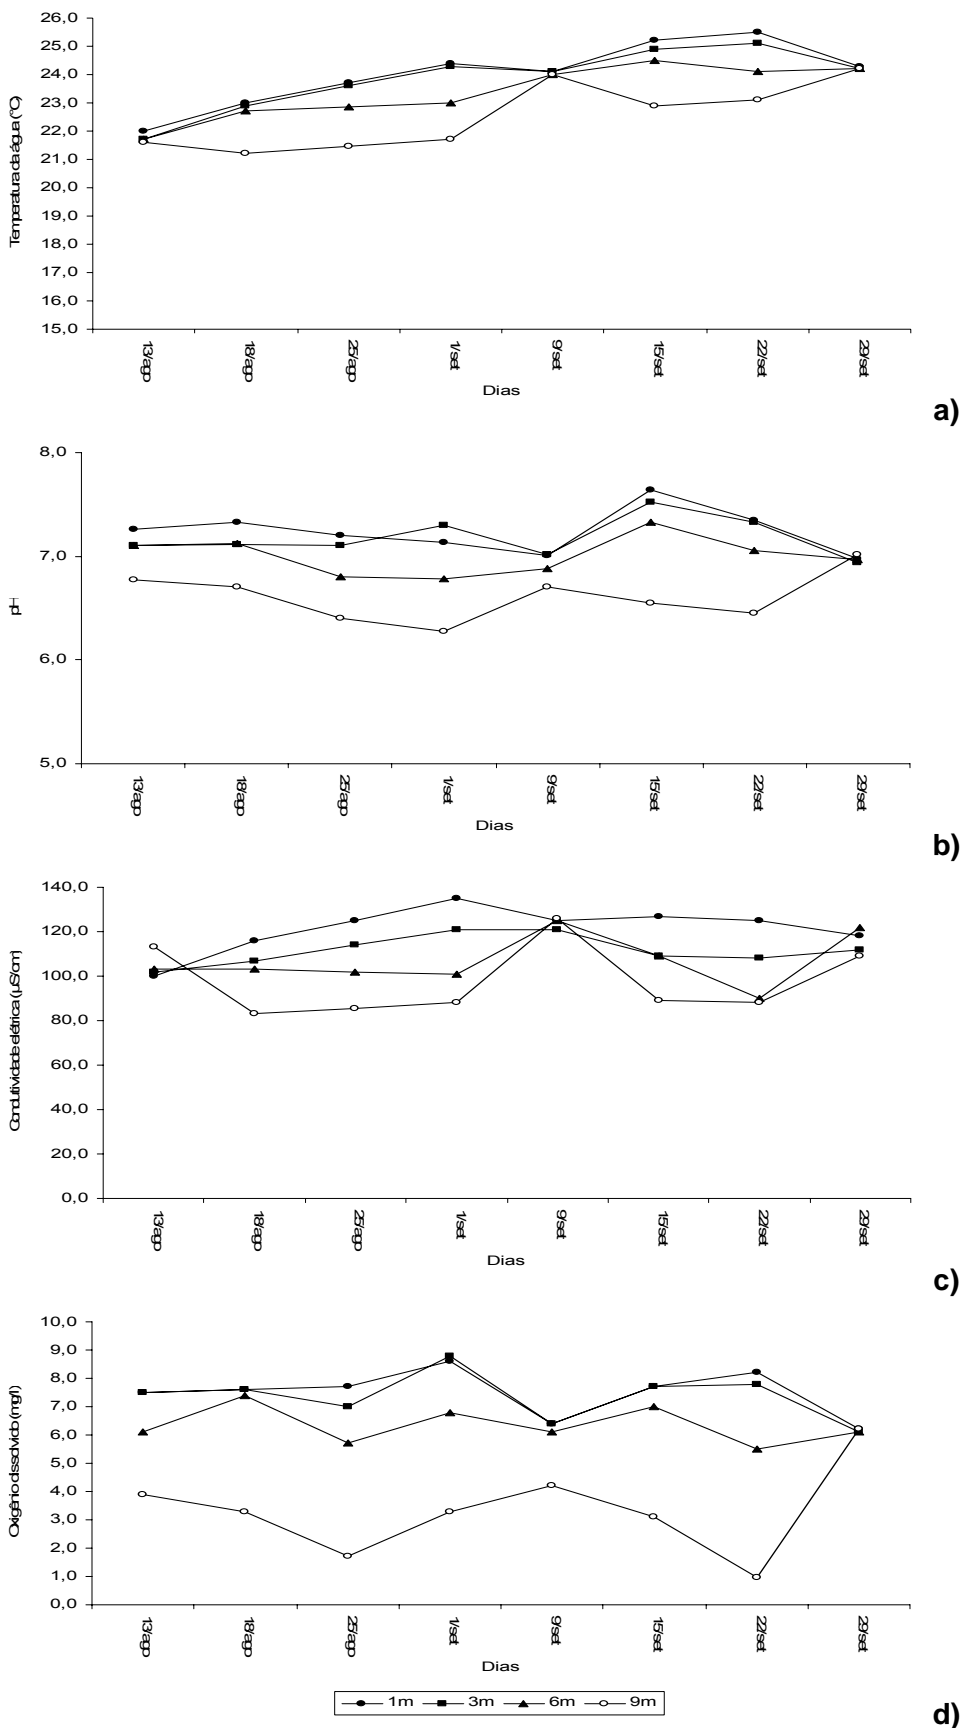 26,0
25,0
24,0
23,0
22,0
21,0
20,0
19,0
18,0
17,0
16,0
15,0
Temperatura da água (°C)
13/ago 18/ago 25/ago 1/set 9/set 15/set 22/set 29/set
Dias
a)
8,0
7,0
6,0
5,0
pH
13/ago 18/ago 25/ago 1/set 9/set 15/set 22/set 29/set
Dias
b)
140,0
120,0
100,0
80,0
60,0
40,0
20,0
0,0
Condutividade elétrica (µS/cm)
13/ago 18/ago 25/ago 1/set 9/set 15/set 22/set 29/set
Dias
c)
10,0
9,0
8,0
7,0
6,0
5,0
4,0
3,0
2,0
1,0
0,0
Oxigênio dissolvido (mg/l)
13/ago 18/ago 25/ago 1/set 9/set 15/set 22/set 29/set
Dias
1m 3m 6m 9m
d)